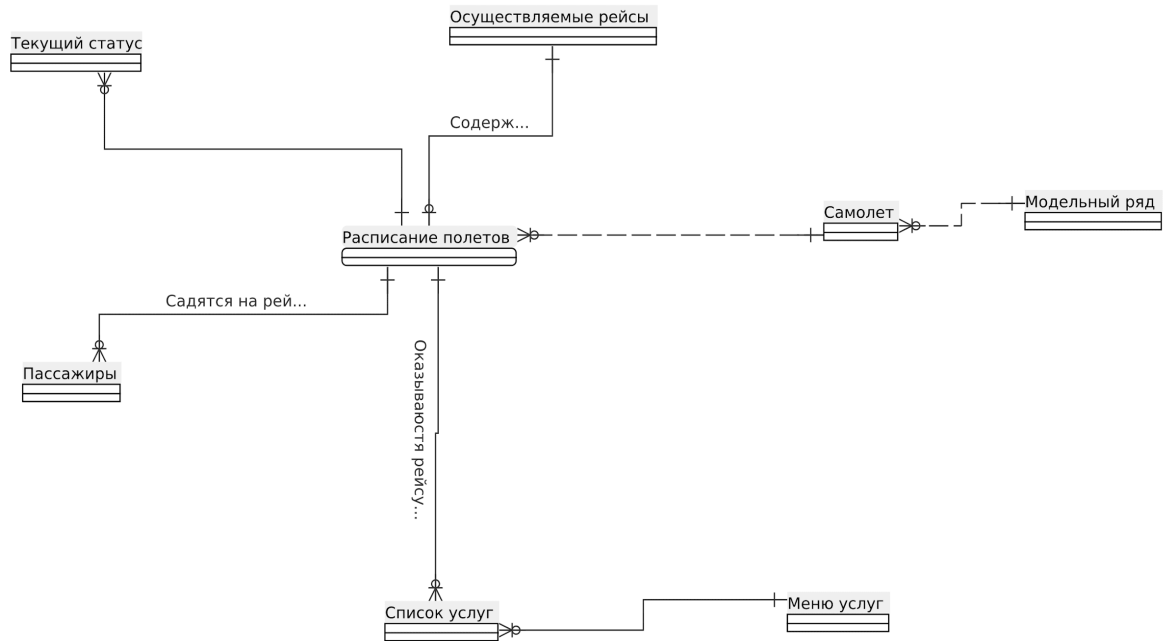 Осуществляемые рейсы
Текущий статус
Содерж...
Модельный ряд
Самолет
Расписание полетов
Садятся на рей...
Пассажиры
Оказываюстя рейсу...
Список услуг
Меню услуг